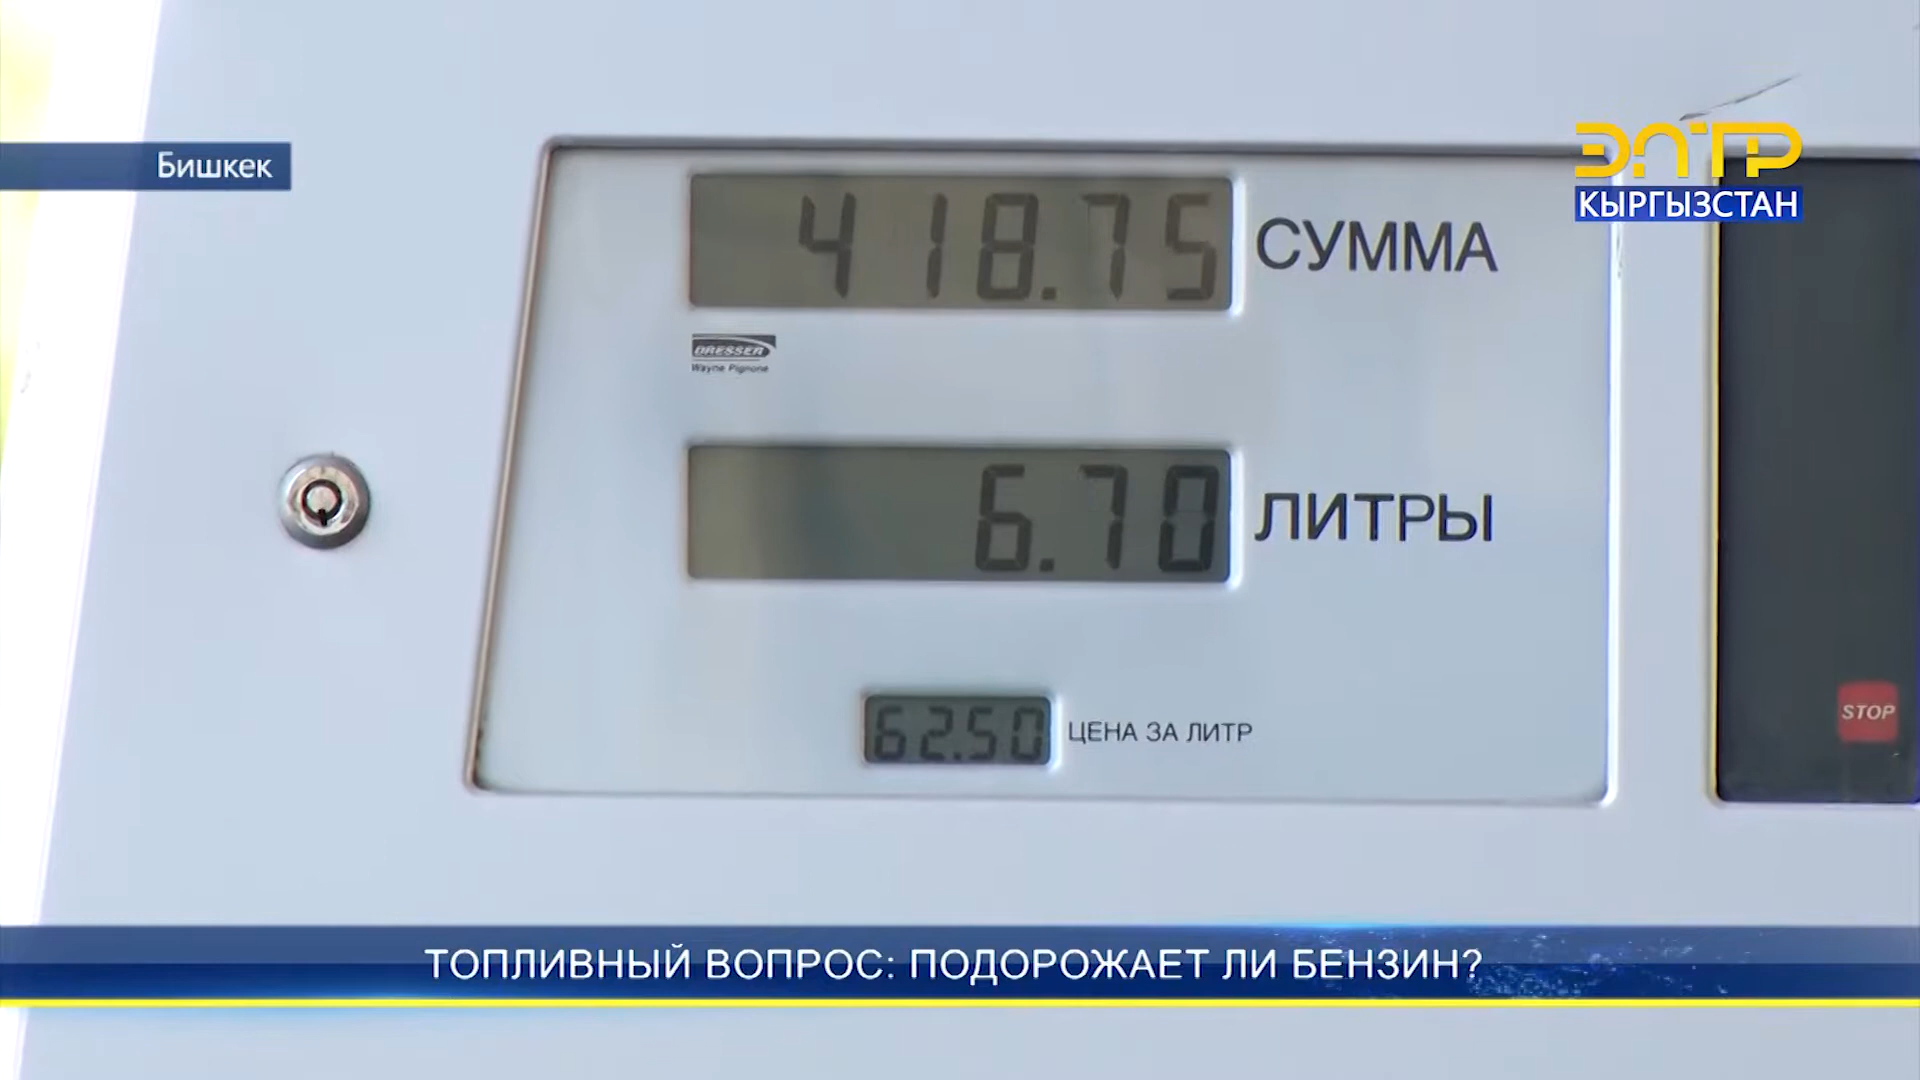 Бишкек
ЭЛТР
КЫРГЫЗСТАН
418.75 СУММА
DRESSER
Wayne Pignone
6.70 ЛИТРЫ
62.50 ЦЕНА ЗА ЛИТР
STOP
ТОПЛИВНЫЙ ВОПРОС: ПОДОРОЖАЕТ ЛИ БЕНЗИН?